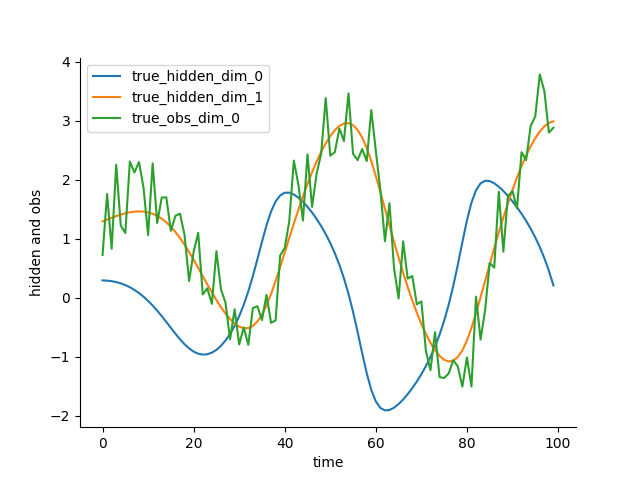 true_hidden_dim_0
true_hidden_dim_1
true_obs_dim_0
hidden and obs
4
3
2
1
0
−1
−2
0 20 40 60 80 100
time